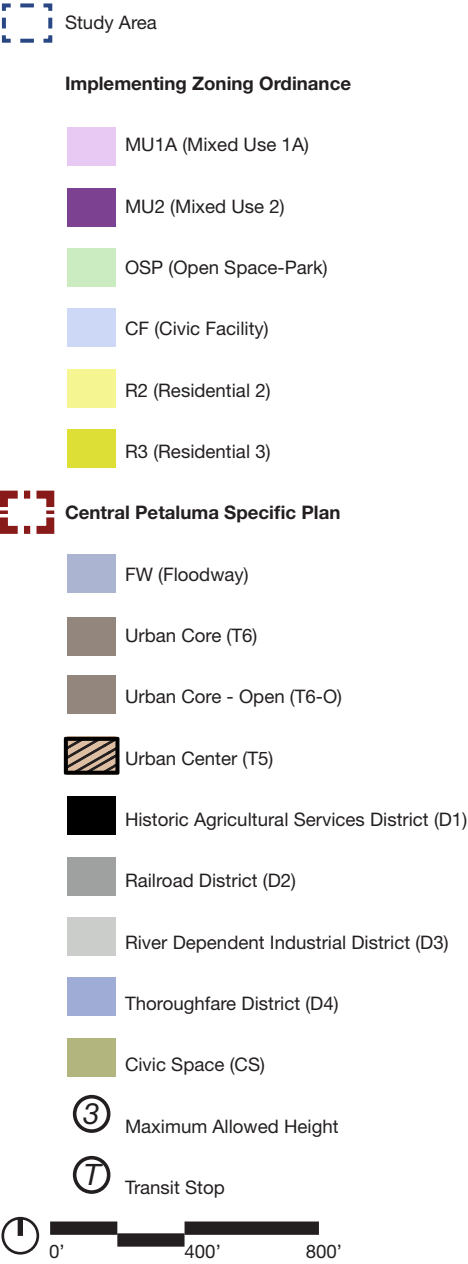 Study Area
Implementing Zoning Ordinance
MU1A (Mixed Use 1A)
MU2 (Mixed Use 2)
OSP (Open Space-Park)
CF (Civic Facility)
R2 (Residential 2)
R3 (Residential 3)
Central Petaluma Specific Plan
FW (Floodway)
Urban Core (T6)
Urban Core - Open (T6-O)
Urban Center (T5)
Historic Agricultural Services District (D1)
Railroad District (D2)
River Dependent Industrial District (D3)
Thoroughfare District (D4)
Civic Space (CS)
3 Maximum Allowed Height
T Transit Stop
0' 400' 800'